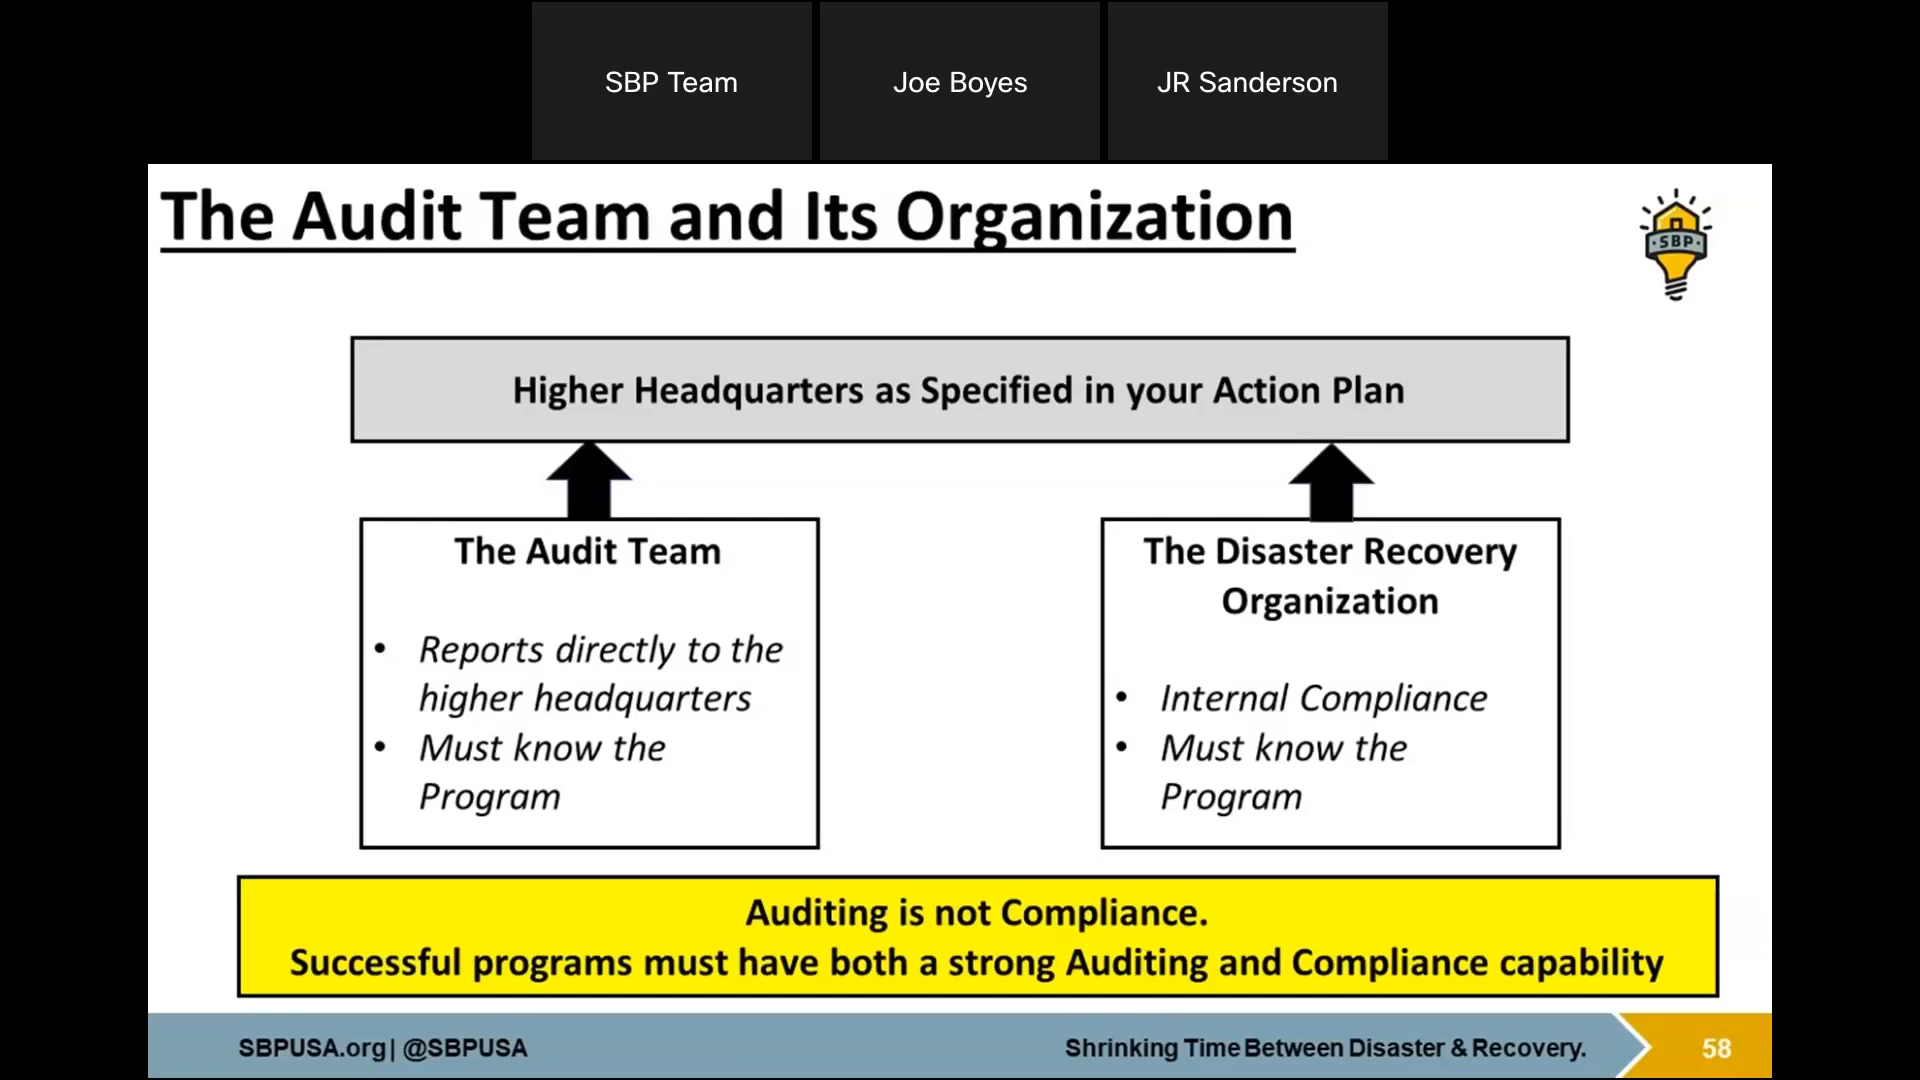 SBP Team
Joe Boyes
JR Sanderson
The Audit Team and Its Organization
·SBP·
Higher Headquarters as Specified in your Action Plan
The Audit Team
• Reports directly to the
higher headquarters
• Must know the
Program
The Disaster Recovery
Organization
• Internal Compliance
• Must know the
Program
Auditing is not Compliance.
Successful programs must have both a strong Auditing and Compliance capability
SBPUSA.org| @SBPUSA
Shrinking Time Between Disaster & Recovery.
58